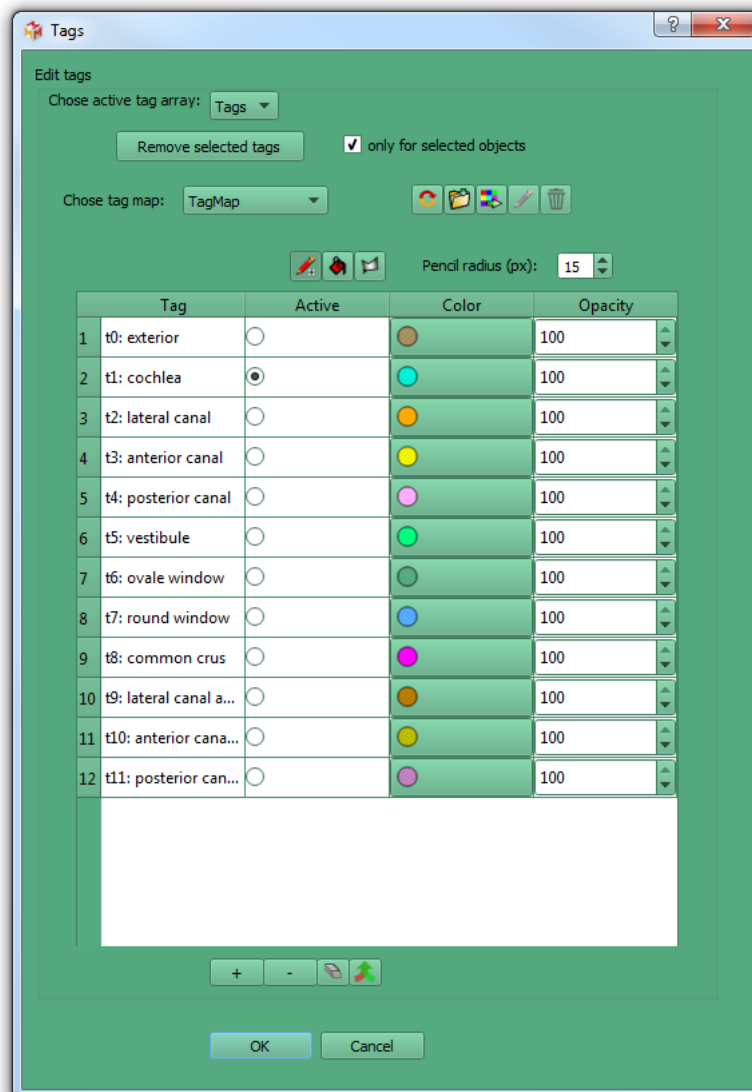 Tags
Edit tags
Chose active tag array: Tags
Remove selected tags only for selected objects
Chose tag map: TagMap
Pencil radius (px): 15
Tag Active Color Opacity
1 t0: exterior 100
2 t1: cochlea 100
3 t2: lateral canal 100
4 t3: anterior canal 100
5 t4: posterior canal 100
6 t5: vestibule 100
7 t6: ovale window 100
8 t7: round window 100
9 t8: common crus 100
10 t9: lateral canal a... 100
11 t10: anterior cana... 100
12 t11: posterior can... 100
+ -
OK Cancel